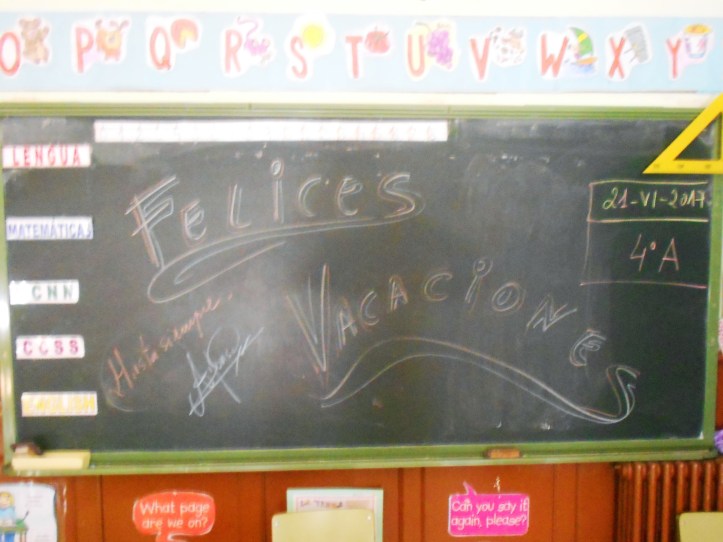 O P Q R S T U V W X Y
LENGUA
MATEMÁTICAS
CNN
CCSS
ENGLISH
FELICES
VACACIONES
21-VI-2017
4ºA
Hasta siempre.
What page
are we on?
Can you say it
again, please?